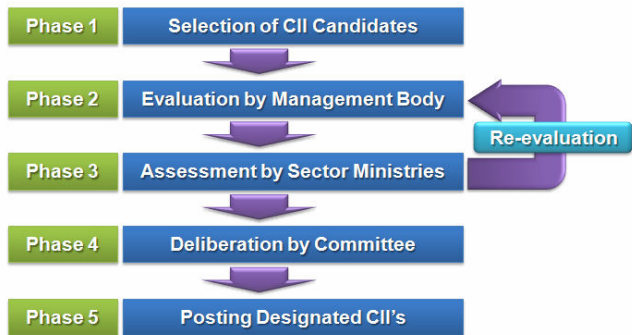 Phase 1 Selection of CII Candidates
Phase 2 Evaluation by Management Body
Re-evaluation
Phase 3 Assessment by Sector Ministries
Phase 4 Deliberation by Committee
Phase 5 Posting Designated CII's